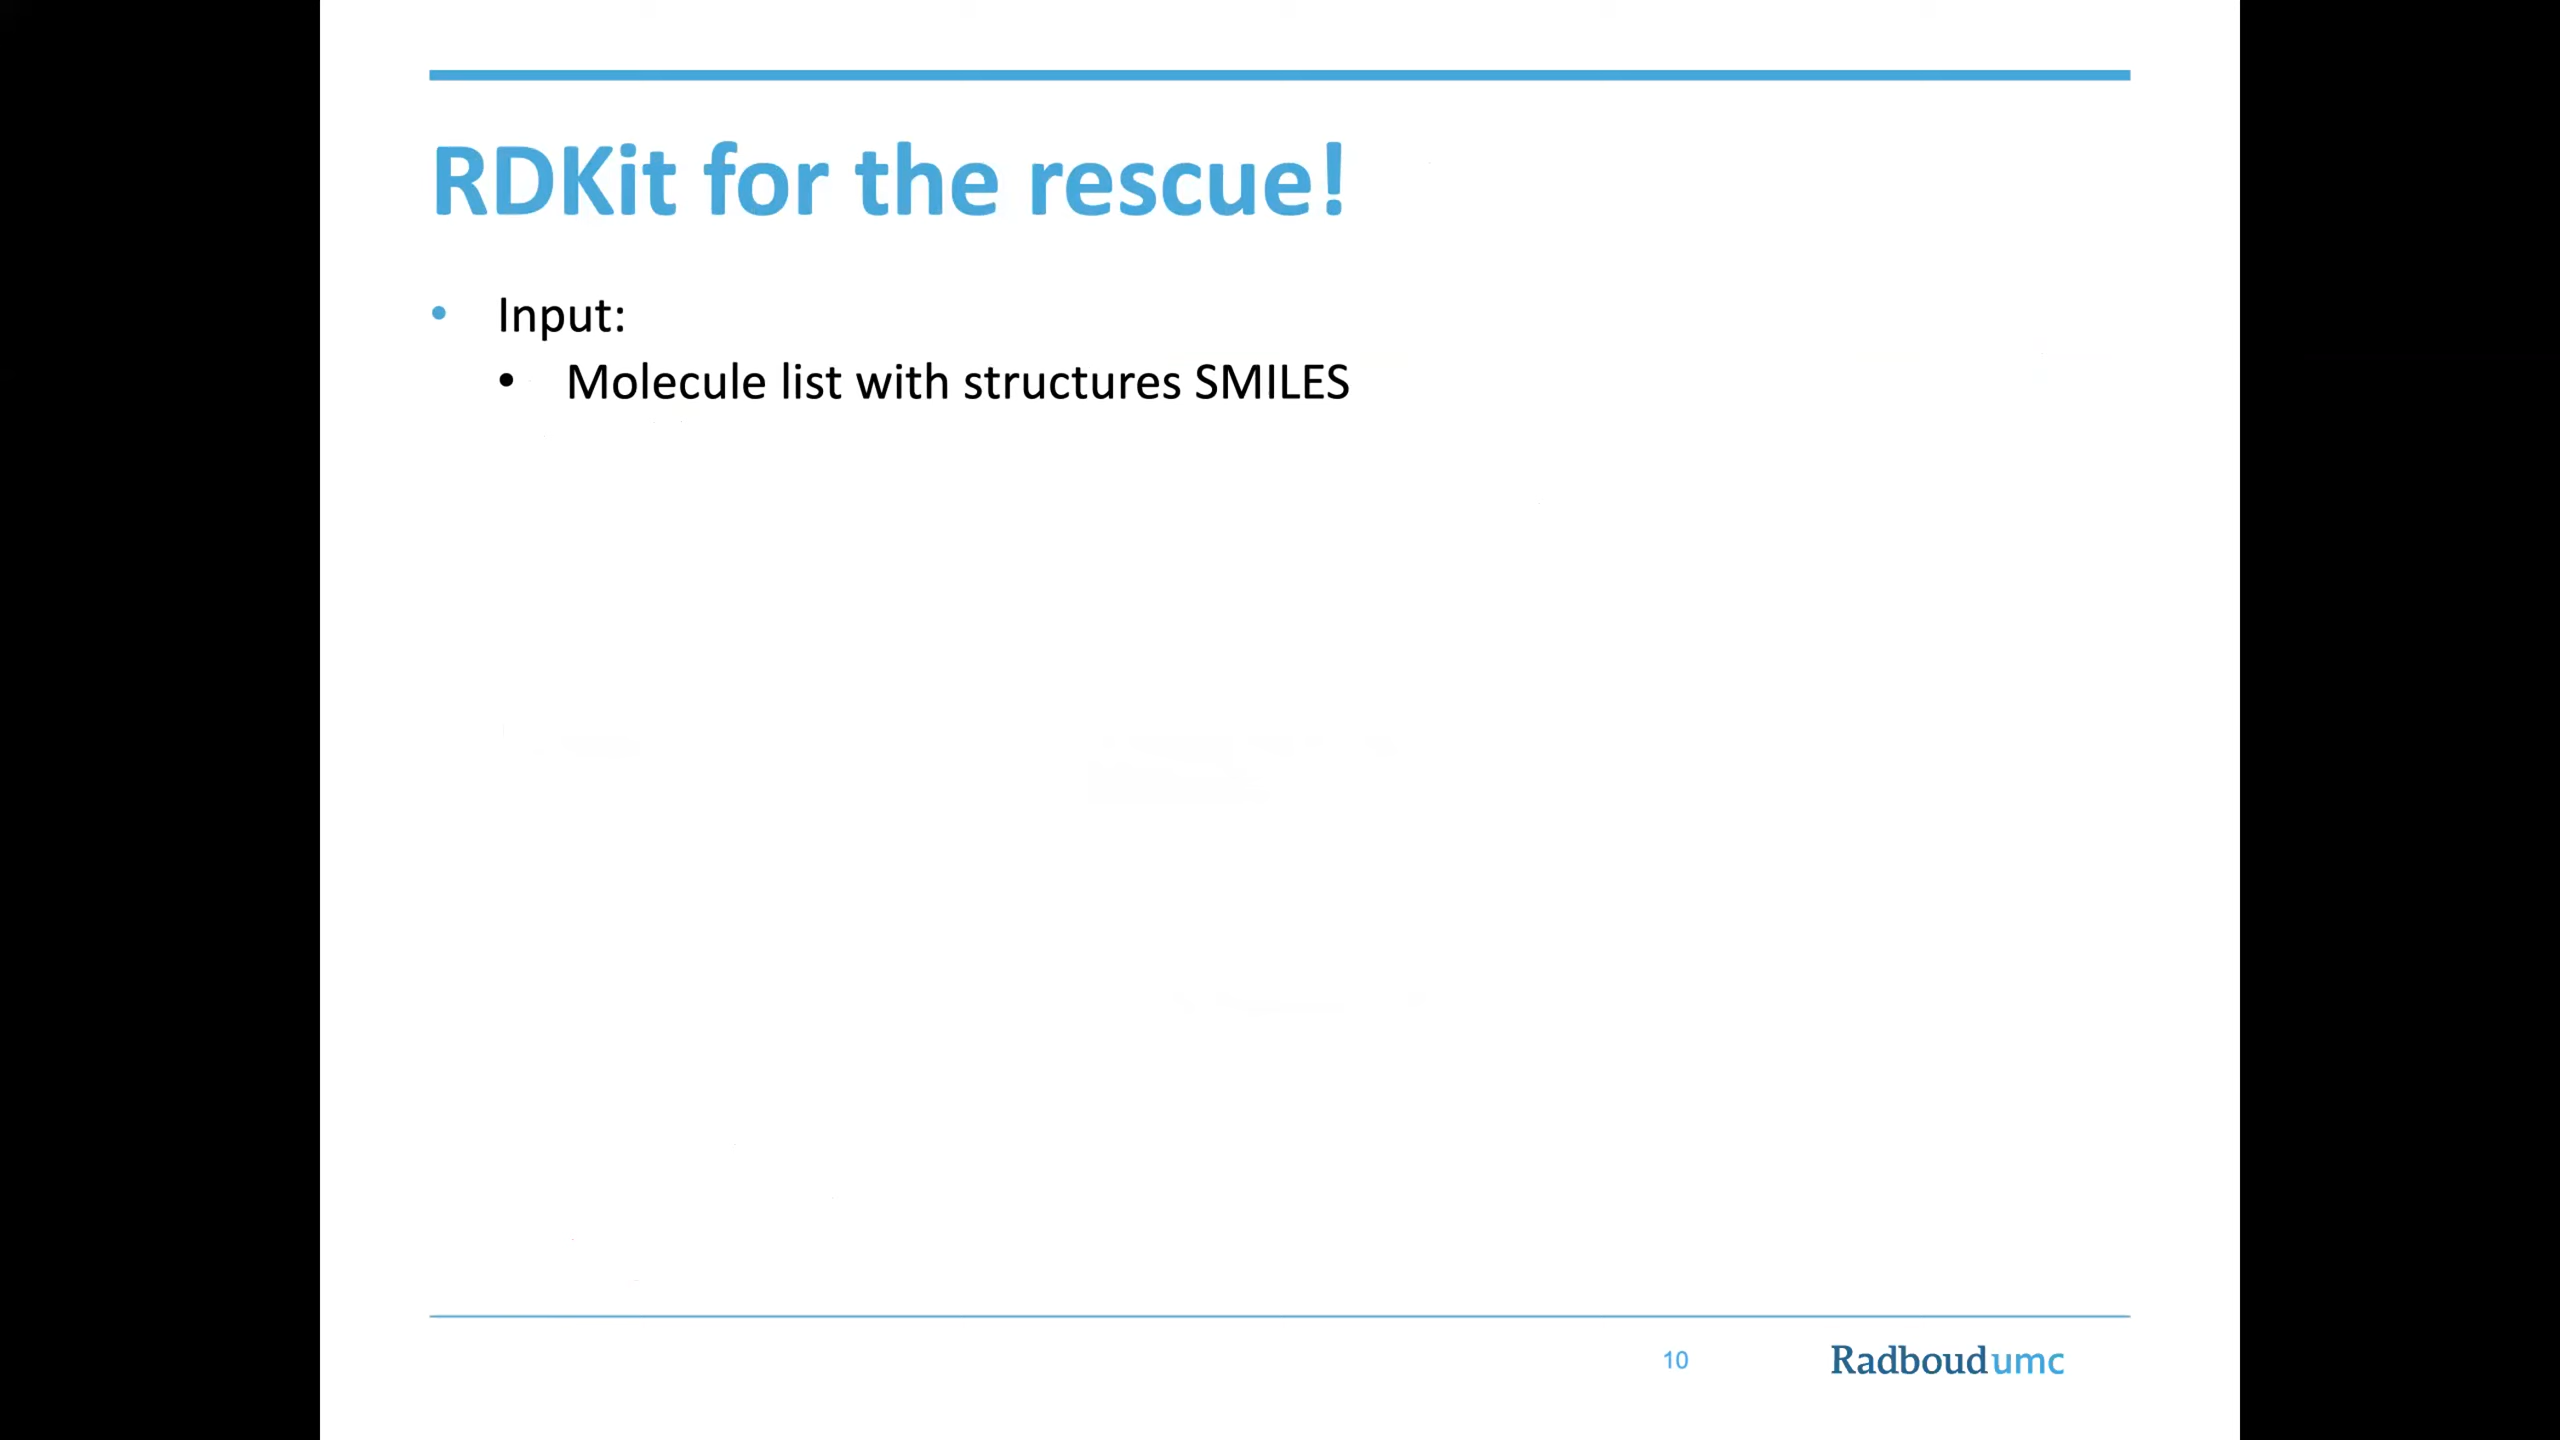 RDKit for the rescue!
• Input:
• Molecule list with structures SMILES
10
Radboudumc